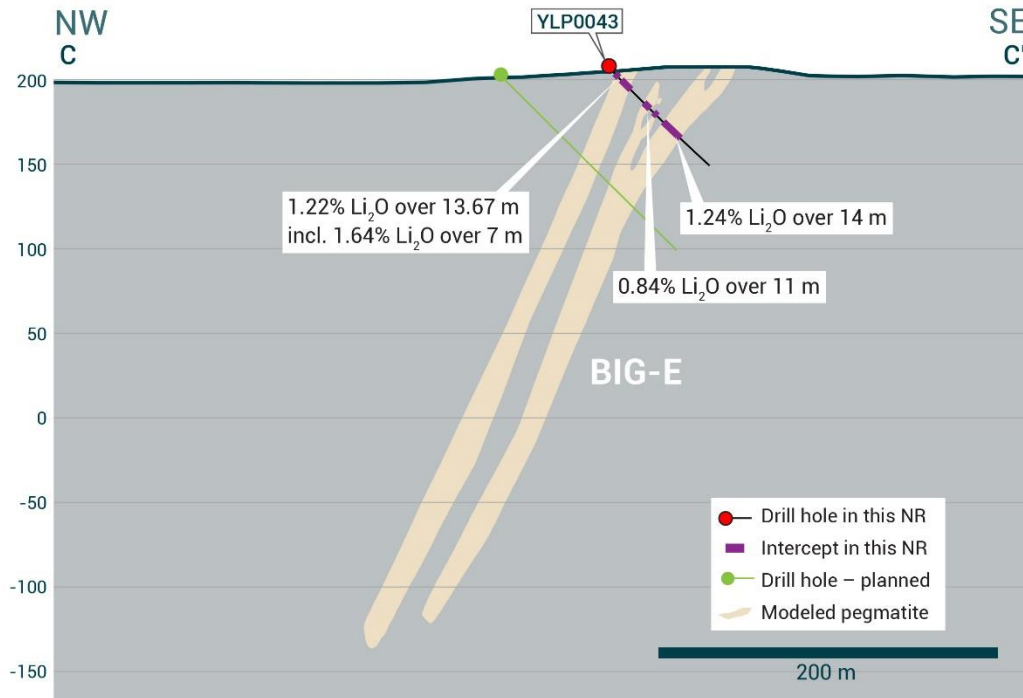 NW
C
SE
C'
YLP0043
200
150
100
50
0
-50
-100
-150
1.22% Li₂O over 13.67 m
incl. 1.64% Li₂O over 7 m
1.24% Li₂O over 14 m
0.84% Li₂O over 11 m
BIG-E
Drill hole in this NR
Intercept in this NR
Drill hole – planned
Modeled pegmatite
200 m